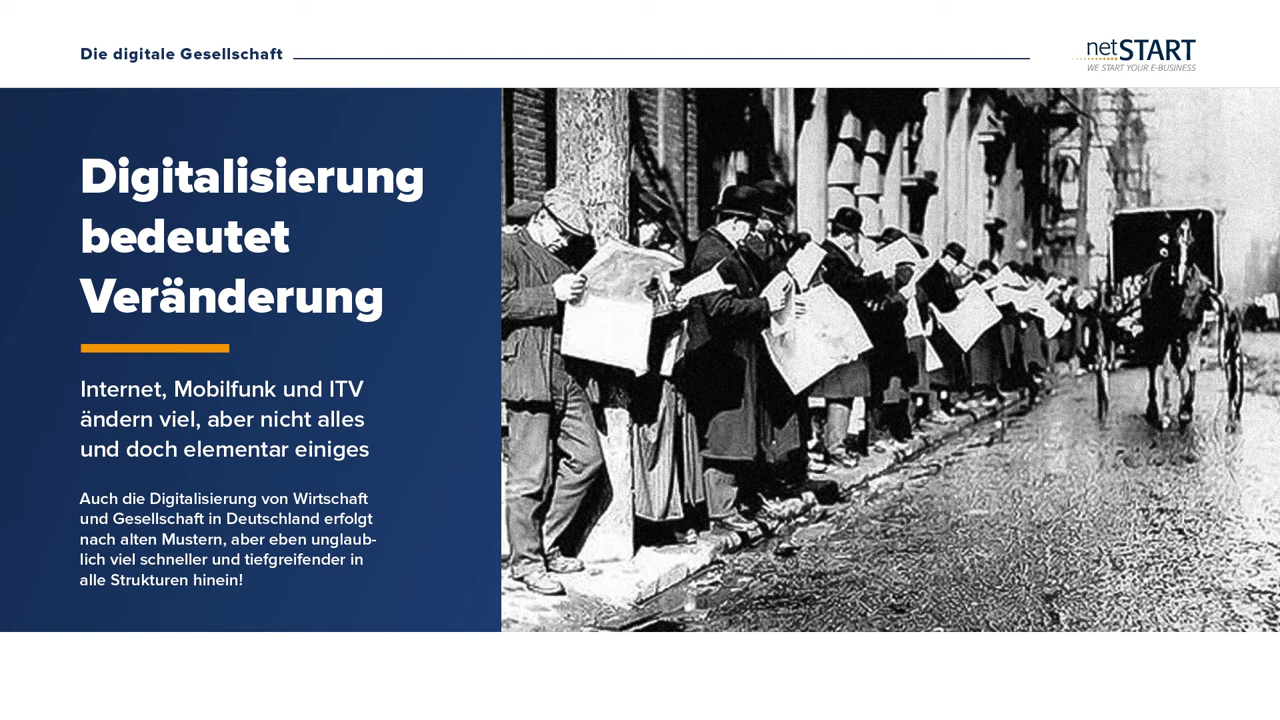 Die digitale Gesellschaft
netSTART
WE START YOUR E-BUSINESS
Digitalisierung
bedeutet
Veränderung
Internet, Mobilfunk und ITV
ändern viel, aber nicht alles
und doch elementar einiges
Auch die Digitalisierung von Wirtschaft
und Gesellschaft in Deutschland erfolgt
nach alten Mustern, aber eben unglaub-
lich viel schneller und tiefgreifender in
alle Strukturen hinein!